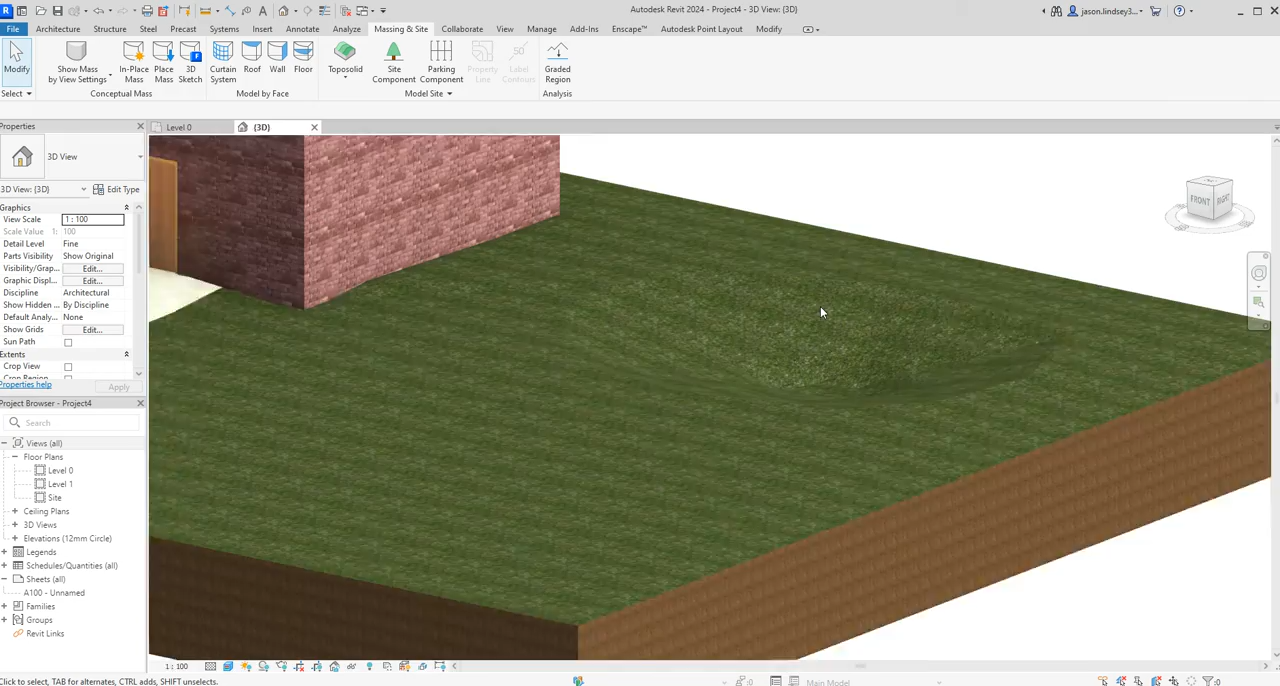 Autodesk Revit 2024 - Project4 - 3D View: {3D}
jason.lindsey3...
File Architecture Structure Steel Precast Systems Insert Annotate Analyze Massing & Site Collaborate View Manage Add-Ins Enscape™ Autodesk Point Layout Modify
Modify
Show Mass
by View Settings
In-Place
Mass
Place
Mass
3D
Sketch
Curtain
System
Roof
Wall
Floor
Toposolid
Site
Component
Parking
Component
Property
Line
50
Label
Contours
Graded
Region
Select
Conceptual Mass
Model by Face
Model Site
Analysis
Properties
Level 0
(3D)
3D View
3D View: {3D}
Edit Type
Graphics
View Scale 1 : 100
Scale Value 1: 100
Detail Level Fine
Parts Visibility Show Original
Visibility/Grap... Edit...
Graphic Displ... Edit...
Discipline Architectural
Show Hidden ... By Discipline
Default Analy... None
Show Grids Edit...
Sun Path
Extents
Crop View
Crop Region
Properties help
Apply
Project Browser - Project4
Search
Views (all)
Floor Plans
Level 0
Level 1
Site
Ceiling Plans
3D Views
Elevations (12mm Circle)
Legends
Schedules/Quantities (all)
Sheets (all)
A100 - Unnamed
Families
Groups
Revit Links
FRONT
RIGHT
1 : 100
Click to select, TAB for alternates, CTRL adds, SHIFT unselects.
:0
Main Model
:0